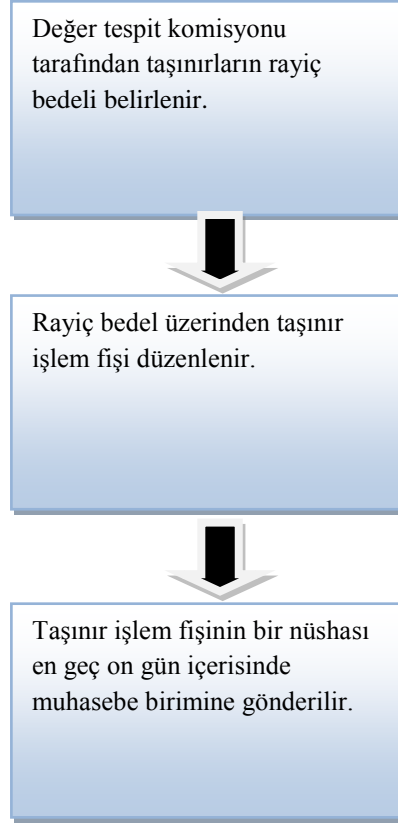 Değer tespit komisyonu
tarafından taşınırların rayiç
bedeli belirlenir.
Rayiç bedel üzerinden taşınır
işlem fişi düzenlenir.
Taşınır işlem fişinin bir nüshası
en geç on gün içerisinde
muhasebe birimine gönderilir.